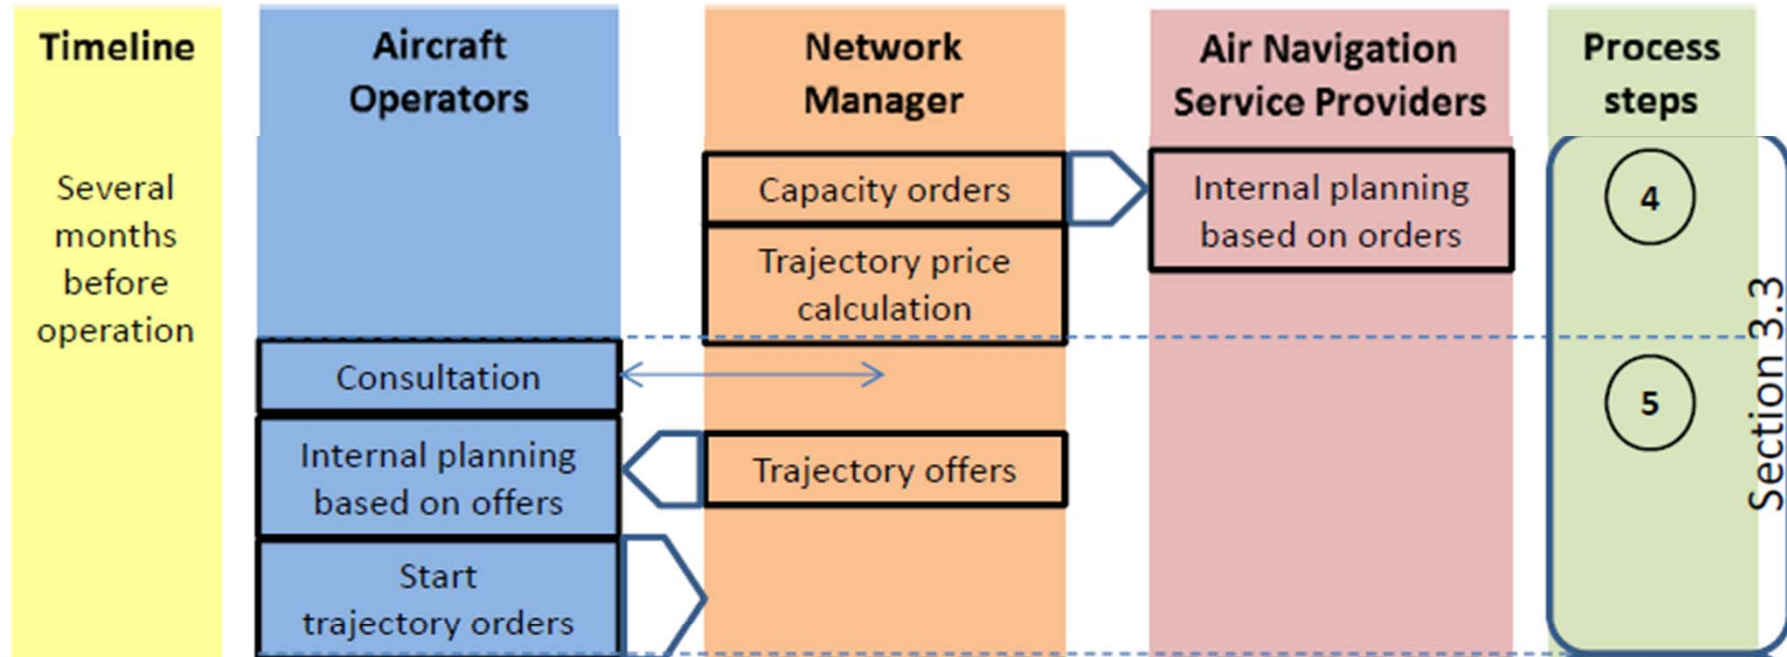 Timeline
Aircraft
Operators
Network
Manager
Air Navigation
Service Providers
Process
steps
Several
months
before
operation
Capacity orders
Trajectory price
calculation
Internal planning
based on orders
4
Consultation
Internal planning
based on offers
Trajectory offers
Start
trajectory orders
5
Section 3.3